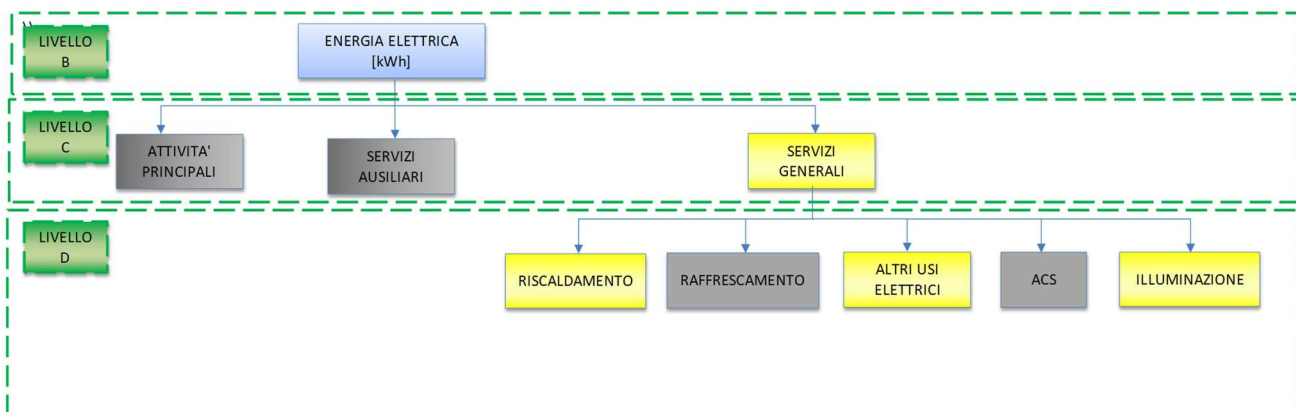 LIVELLO
B
ENERGIA ELETTRICA
[kWh]
LIVELLO
C
ATTIVITA'
PRINCIPALI
SERVIZI
AUSILIARI
SERVIZI
GENERALI
LIVELLO
D
RISCALDAMENTO
RAFFRESCAMENTO
ALTRI USI
ELETTRICI
ACS
ILLUMINAZIONE